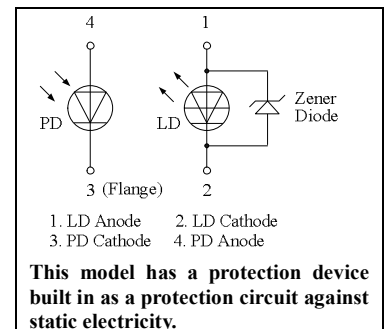 4 1
PD LD Zener
Diode
3 (Flange) 2
1. LD Anode 2. LD Cathode
3. PD Cathode 4. PD Anode
This model has a protection device
built in as a protection circuit against
static electricity.